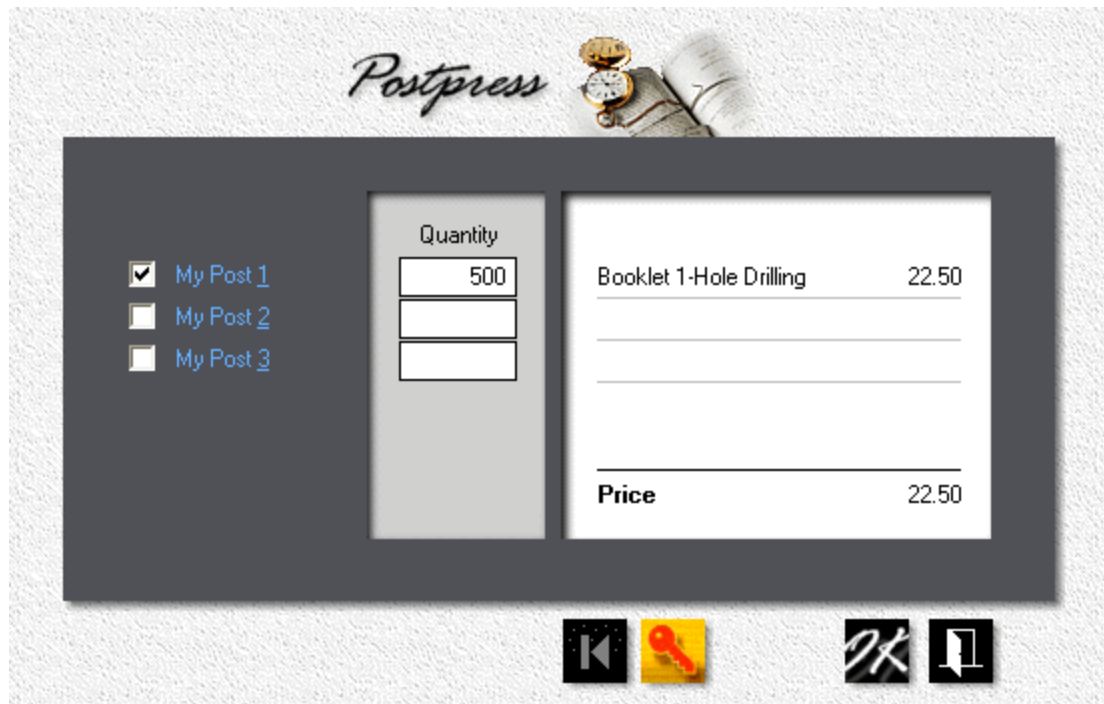 Postpress
Quantity
My Post 1 500 Booklet 1-Hole Drilling 22.50
My Post 2
My Post 3
Price 22.50
OK